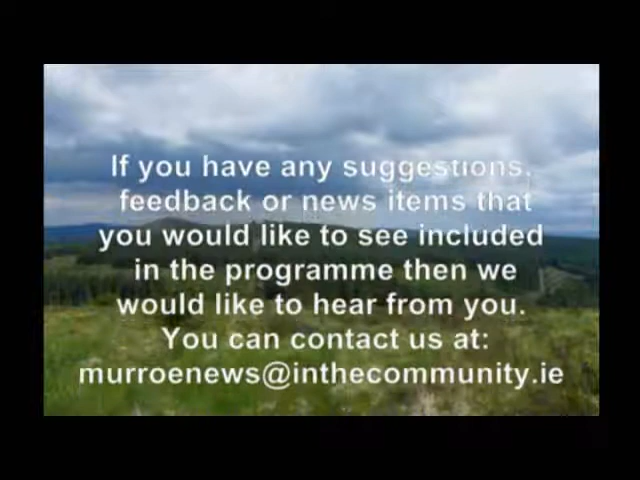 If you have any suggestions,
feedback or news items that
you would like to see included
in the programme then we
would like to hear from you.
You can contact us at:
murroenews@inthecommunity.ie